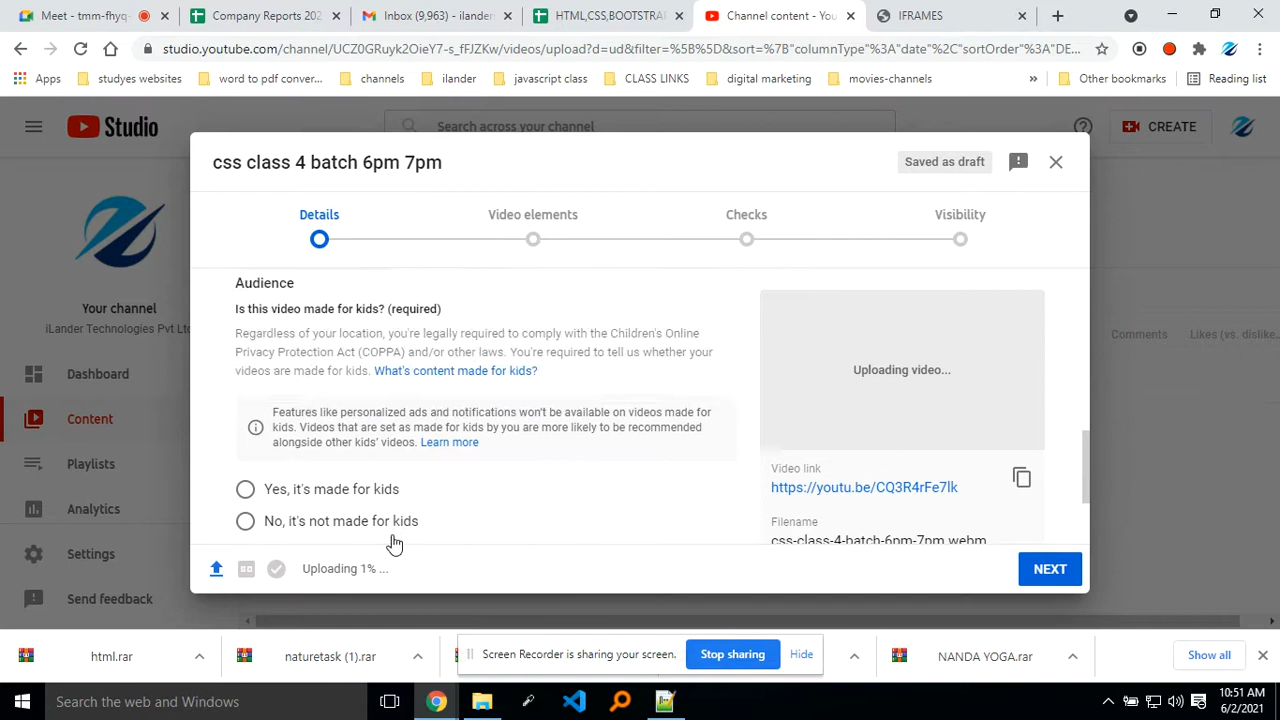 Meet - tmm-fhyq-
Company Reports 202
Inbox (9,963) - ilander
HTML,CSS,BOOTSTRAP
Channel content - You
IFRAMES
studio.youtube.com/channel/UCZ0GRuyk2OieY7-s_fFJZKw/videos/upload?d=ud&filter=%5B%5D&sort=%7B"columnType"%3A"date"%2C"sortOrder"%3A"DE...
Apps
studyes websites
word to pdf conver...
channels
ilander
javascript class
CLASS LINKS
digital marketing
movies-channels
»
Other bookmarks
Reading list
Studio
Search across your channel
CREATE
css class 4 batch 6pm 7pm
Saved as draft
Details
Video elements
Checks
Visibility
Your channel
iLander Technologies Pvt Lt
Dashboard
Content
Playlists
Analytics
Settings
Send feedback
Comments
Likes (vs. dislike...
Audience
Is this video made for kids? (required)
Regardless of your location, you're legally required to comply with the Children's Online
Privacy Protection Act (COPPA) and/or other laws. You're required to tell us whether your
videos are made for kids. What's content made for kids?
Features like personalized ads and notifications won't be available on videos made for
kids. Videos that are set as made for kids by you are more likely to be recommended
alongside other kids' videos. Learn more
Yes, it's made for kids
No, it's not made for kids
Uploading video...
Video link
https://youtu.be/CQ3R4rFe7lk
Filename
css-class-4-batch-6pm-7pm.webm
Uploading 1% ...
NEXT
html.rar
naturetask (1).rar
Screen Recorder is sharing your screen.
Stop sharing
Hide
NANDA YOGA.rar
Show all
Search the web and Windows
10:51 AM
6/2/2021